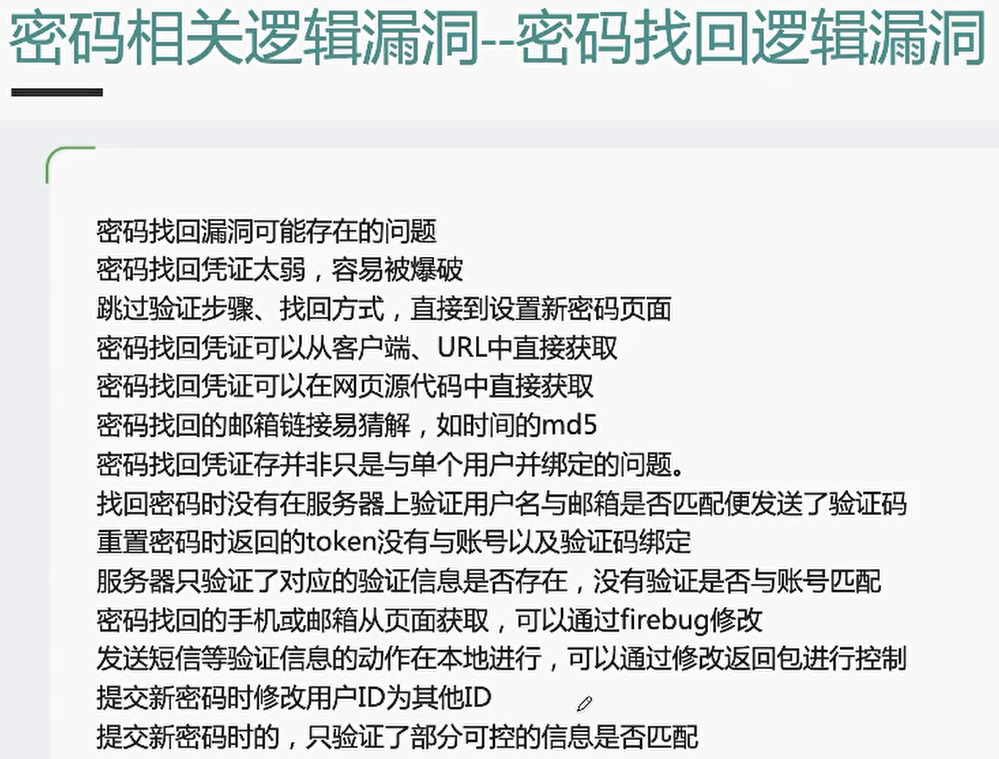 密码相关逻辑漏洞--密码找回逻辑漏洞
密码找回漏洞可能存在的问题
密码找回凭证太弱，容易被爆破
跳过验证步骤、找回方式，直接到设置新密码页面
密码找回凭证可以从客户端、URL中直接获取
密码找回凭证可以在网页源代码中直接获取
密码找回的邮箱链接易猜解，如时间的md5
密码找回凭证存并非只是与单个用户并绑定的问题。
找回密码时没有在服务器上验证用户名与邮箱是否匹配便发送了验证码
重置密码时返回的token没有与账号以及验证码绑定
服务器只验证了对应的验证信息是否存在，没有验证是否与账号匹配
密码找回的手机或邮箱从页面获取，可以通过firebug修改
发送短信等验证信息的动作在本地进行，可以通过修改返回包进行控制
提交新密码时修改用户ID为其他ID
提交新密码时的，只验证了部分可控的信息是否匹配